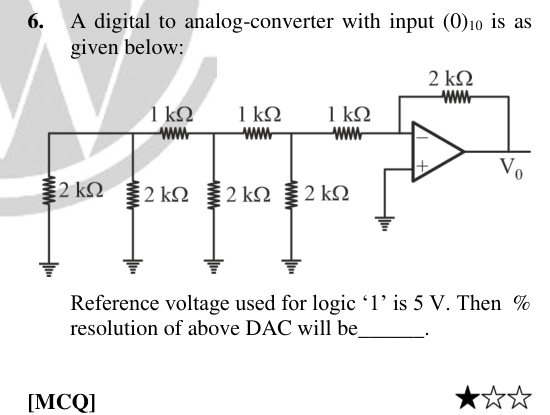 6. A digital to analog-converter with input (0)₁₀ is as
given below:
2 kΩ
1 kΩ 1 kΩ 1 kΩ
− 
+
V₀
2 kΩ 2 kΩ 2 kΩ 2 kΩ
Reference voltage used for logic ‘1’ is 5 V. Then %
resolution of above DAC will be______.
[MCQ]